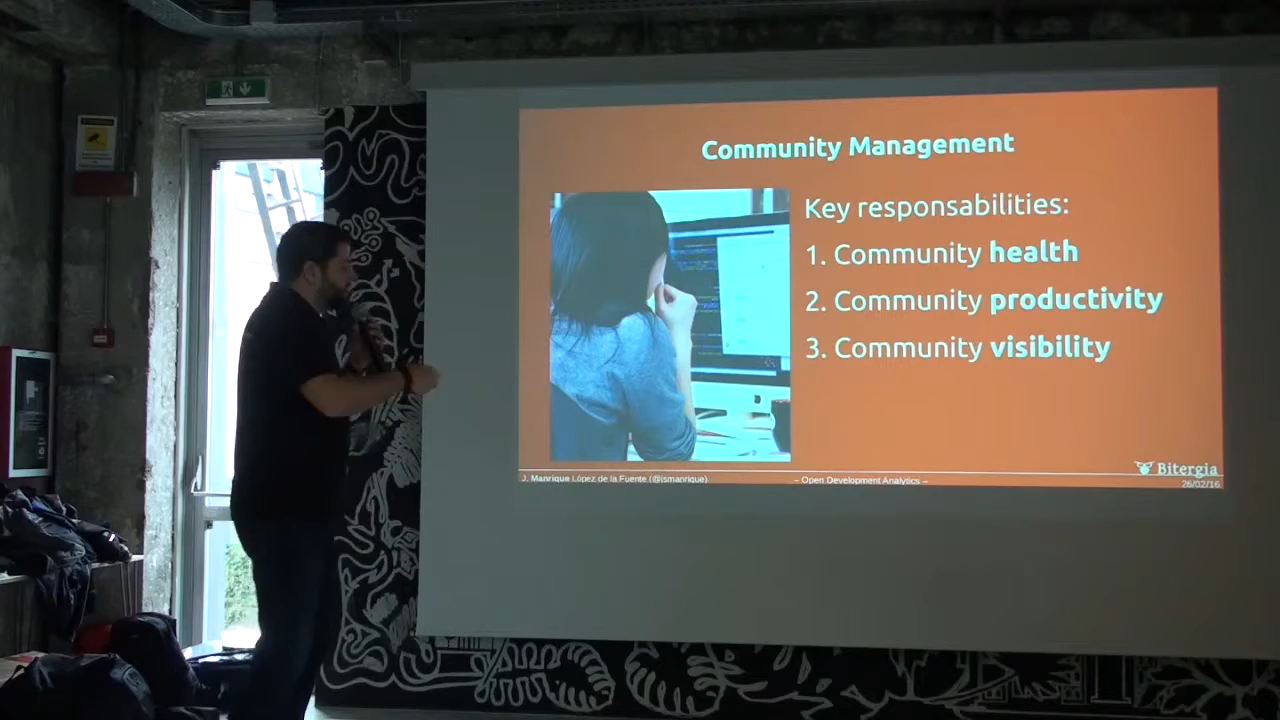 Community Management
Key responsabilities:
1. Community health
2. Community productivity
3. Community visibility
Bitergia
J. Manrique López de la Fuente (@jsmanrique)
– Open Development Analytics –
26/02/16